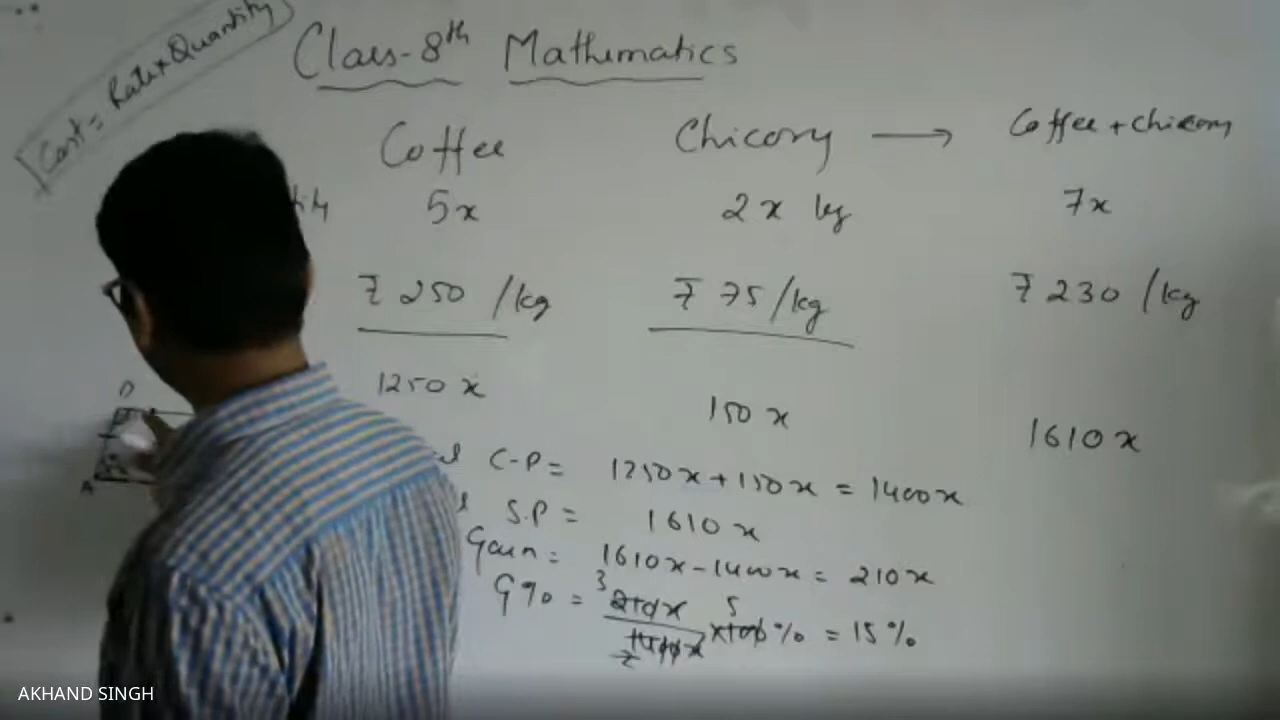 Cost = Rate × Quantity
Class-8th Mathematics
Coffee Chicory → Coffee + Chicory
5x 2x kg 7x
₹ 250 /kg ₹ 75/kg ₹ 230 /kg
1250 x 150 x 1610 x
C-P = 1250x + 150x = 1400x
S.P = 1610 x
Gain = 1610x - 1400x = 210x
G% = 210x/1400x × 100% = 15%
D
A
AKHAND SINGH